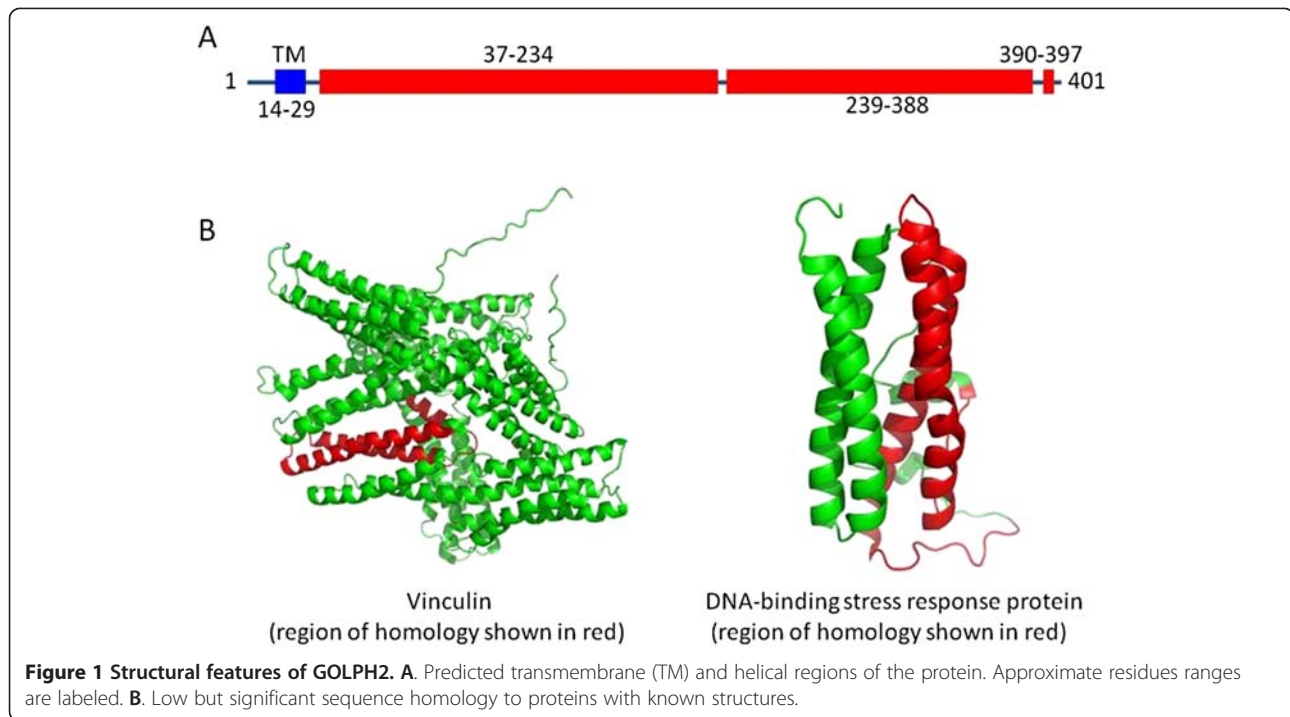 A
TM
37-234
390-397
1
401
14-29
239-388
B
Vinculin
(region of homology shown in red)
DNA-binding stress response protein
(region of homology shown in red)
Figure 1 Structural features of GOLPH2. A. Predicted transmembrane (TM) and helical regions of the protein. Approximate residues ranges
are labeled. B. Low but significant sequence homology to proteins with known structures.